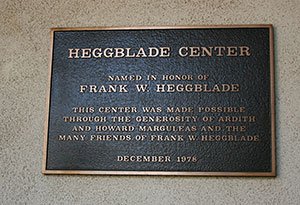 HEGGBLADE CENTER
NAMED IN HONOR OF
FRANK W. HEGGBLADE
THIS CENTER WAS MADE POSSIBLE
THROUGH THE GENEROSITY OF ARDITH
AND HOWARD MARGULEAS AND THE
MANY FRIENDS OF FRANK W. HEGGBLADE
DECEMBER 1978